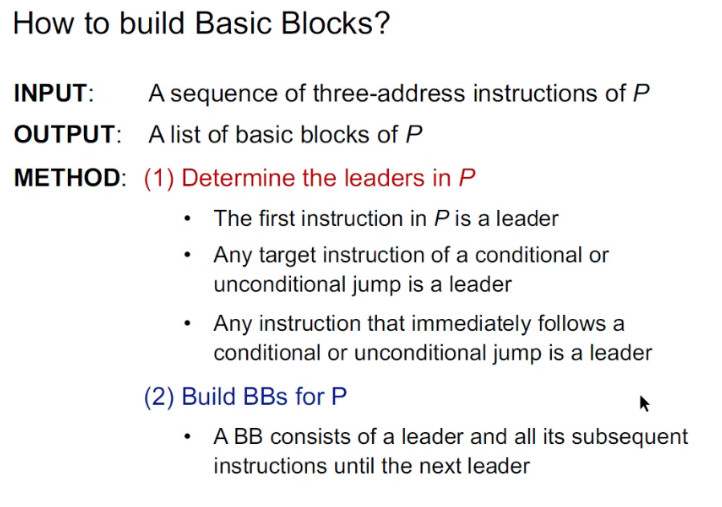 How to build Basic Blocks?
INPUT: A sequence of three-address instructions of P
OUTPUT: A list of basic blocks of P
METHOD: (1) Determine the leaders in P
• The first instruction in P is a leader
• Any target instruction of a conditional or
unconditional jump is a leader
• Any instruction that immediately follows a
conditional or unconditional jump is a leader
(2) Build BBs for P
• A BB consists of a leader and all its subsequent
instructions until the next leader